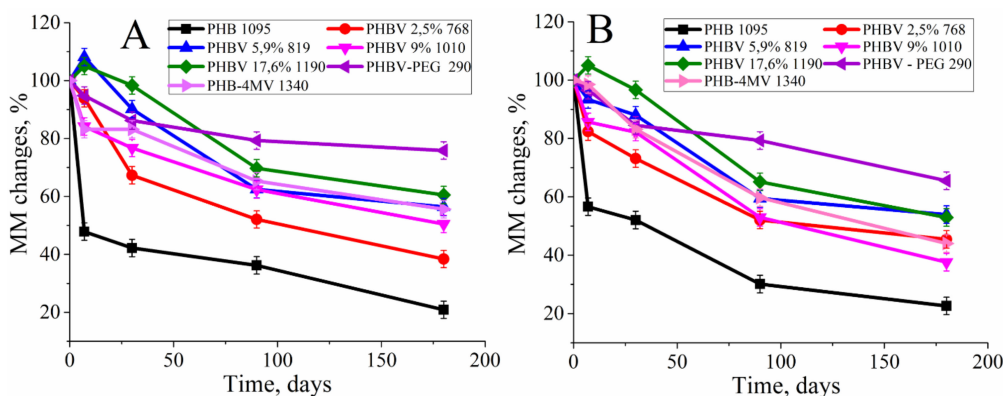 A
PHB 1095 PHBV 2,5% 768
PHBV 5,9% 819 PHBV 9% 1010
PHBV 17,6% 1190 PHBV-PEG 290
PHB-4MV 1340
MM changes, %
120
100
80
60
40
20
0 50 100 150 200
Time, days
B
PHB 1095 PHBV 2,5% 768
PHBV 5,9% 819 PHBV 9% 1010
PHBV 17,6% 1190 PHBV - PEG 290
PHB-4MV 1340
MM changes, %
120
100
80
60
40
20
0 50 100 150 200
Time, days